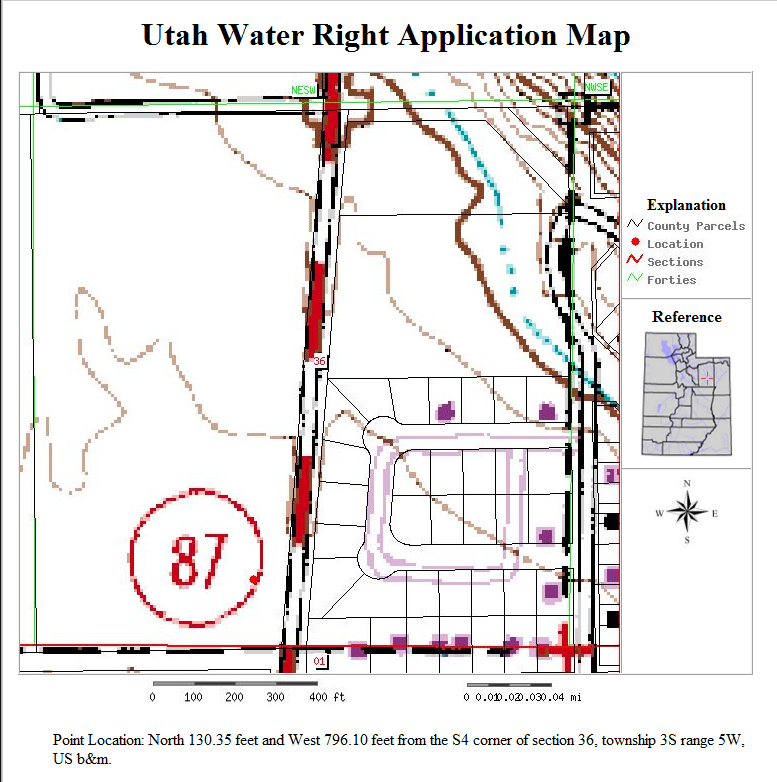 Utah Water Right Application Map
NESW
NWSE
Explanation
County Parcels
Location
Sections
Forties
Reference
36
N
W E
S
87
01
0 100 200 300 400 ft
0 0.010.020.030.04 mi
Point Location: North 130.35 feet and West 796.10 feet from the S4 corner of section 36, township 3S range 5W,
US b&m.